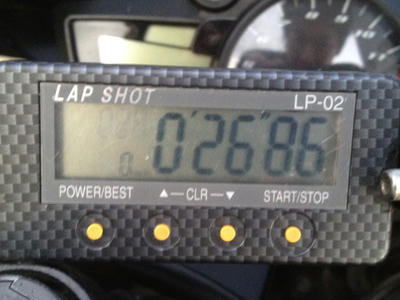 LAP SHOT LP-02
0'26"86
POWER/BEST ▲—CLR—▼ START/STOP